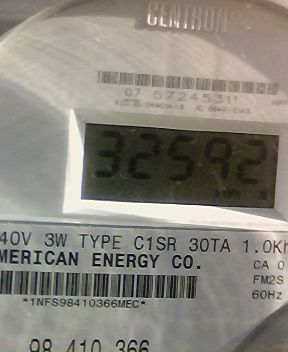 CENTRON
07 57245311
32592
40V 3W TYPE C1SR 30TA 1.0Kh
MERICAN ENERGY CO.
CA 0
FM2S
60Hz
*1NFS98410366MEC*
98 410 366